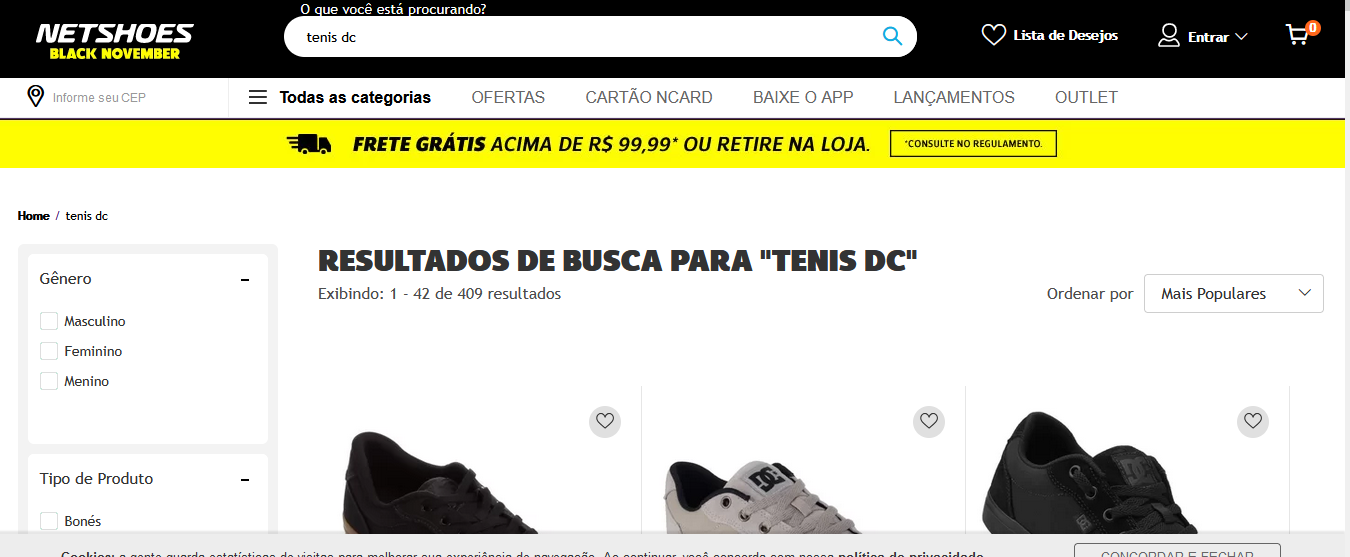 O que você está procurando?
NETSHOES
BLACK NOVEMBER
tenis dc
Lista de Desejos
Entrar
0
Informe seu CEP
Todas as categorias
OFERTAS
CARTÃO NCARD
BAIXE O APP
LANÇAMENTOS
OUTLET
FRETE GRÁTIS ACIMA DE R$ 99,99* OU RETIRE NA LOJA.
*CONSULTE NO REGULAMENTO.
Home / tenis dc
RESULTADOS DE BUSCA PARA "TENIS DC"
Exibindo: 1 - 42 de 409 resultados
Ordenar por
Mais Populares
Gênero
Masculino
Feminino
Menino
Tipo de Produto
Bonés
DC
Cookies: a gente guarda estatísticas de visitas para melhorar sua experiência de navegação. Ao continuar, você concorda com nossa política de privacidade.
CONCORDAR E FECHAR